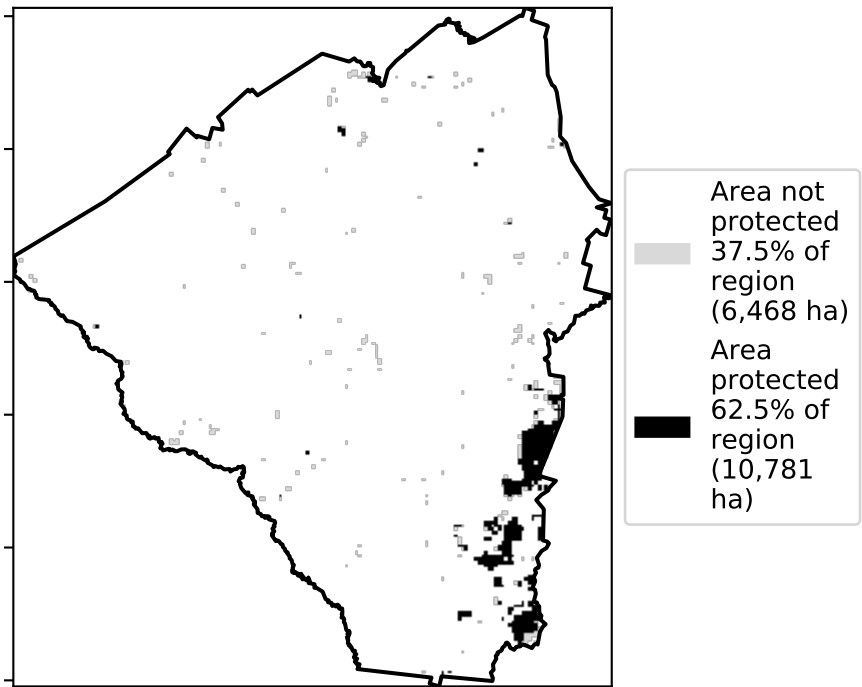 Area not
protected
37.5% of
region
(6,468 ha)
Area
protected
62.5% of
region
(10,781
ha)